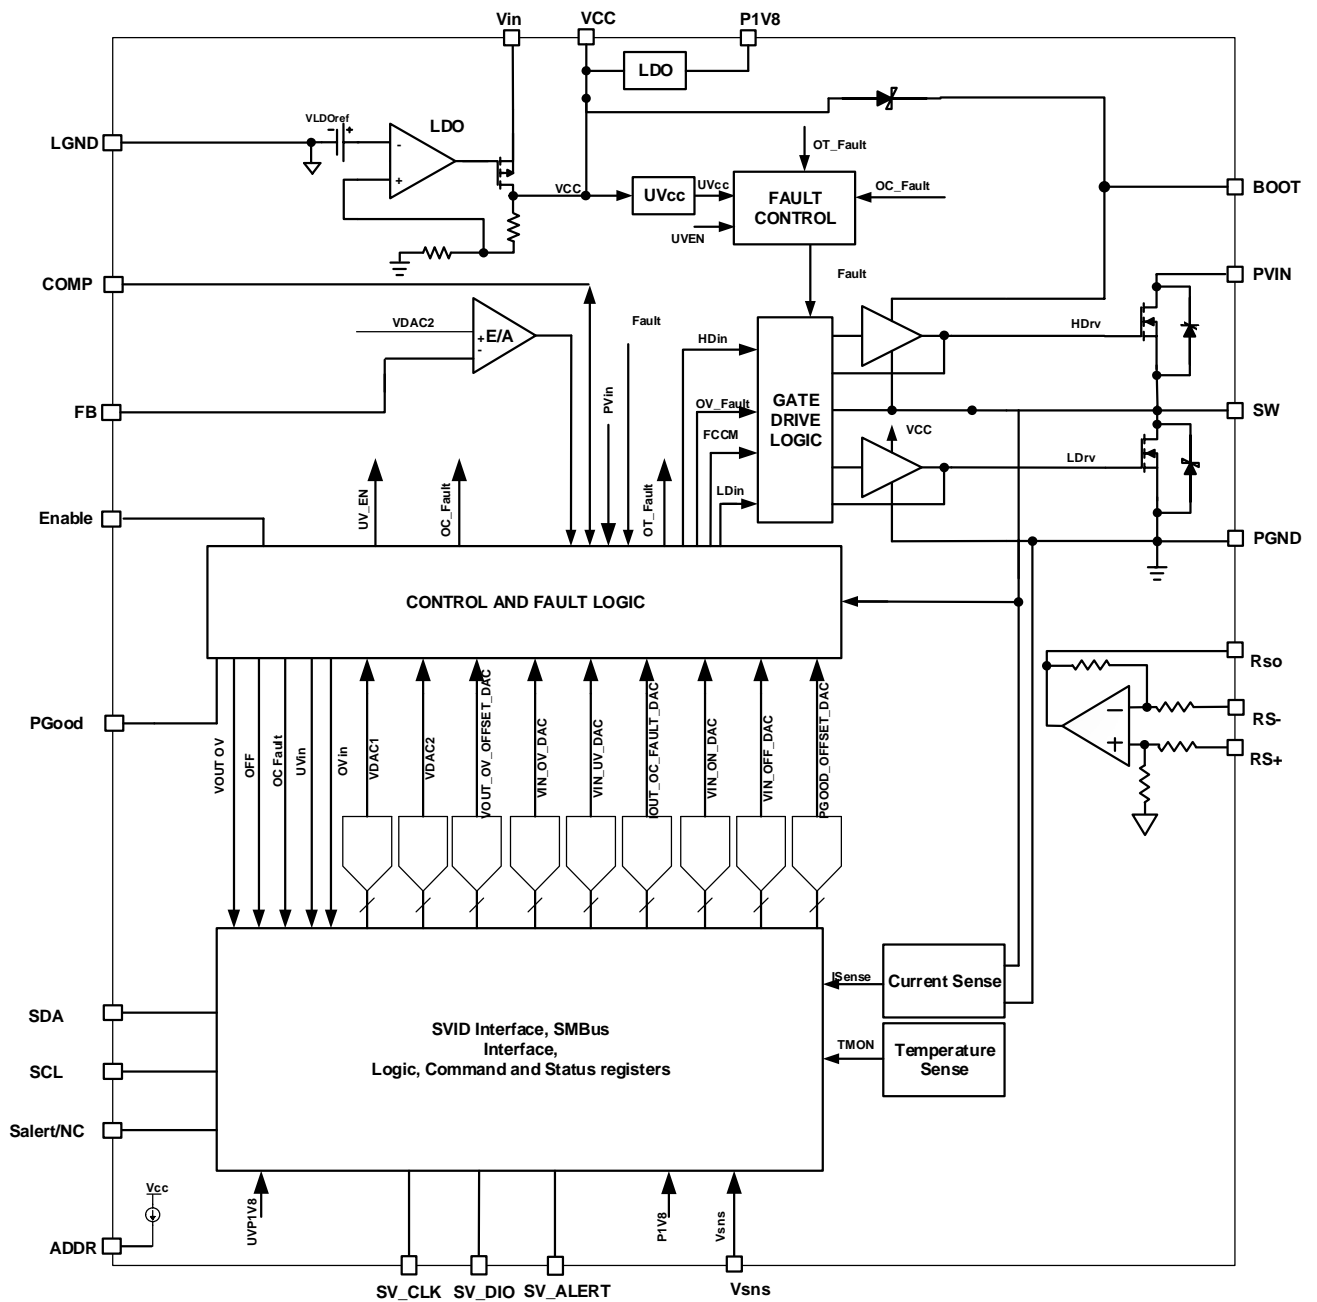 Vin
VCC
P1V8
LDO
LGND
VLDOref
-
+
LDO
-
+
VCC
UVcc
UVcc
UVEN
OT_Fault
FAULT
CONTROL
OC_Fault
BOOT
COMP
Fault
PVIN
VDAC2
+
E/A
-
Fault
HDin
HDrv
PVin
OV_Fault
GATE
DRIVE
LOGIC
SW
FB
FCCM
VCC
LDin
LDrv
UV_EN
OC_Fault
OT_Fault
Enable
PGND
CONTROL AND FAULT LOGIC
Rso
RS-
RS+
PGood
VOUT OV
OFF
OC Fault
UVin
OVin
VDAC1
VDAC2
VOUT_OV_OFFSET_DAC
VIN_OV_DAC
VIN_UV_DAC
IOUT_OC_FAULT_DAC
VIN_ON_DAC
VIN_OFF_DAC
PGOOD_OFFSET_DAC
ISense
Current Sense
SDA
SVID Interface, SMBus
Interface,
Logic, Command and Status registers
TMON
Temperature
Sense
SCL
Salert/NC
Vcc
ADDR
UVP1V8
P1V8
Vsns
SV_CLK
SV_DIO
SV_ALERT
Vsns